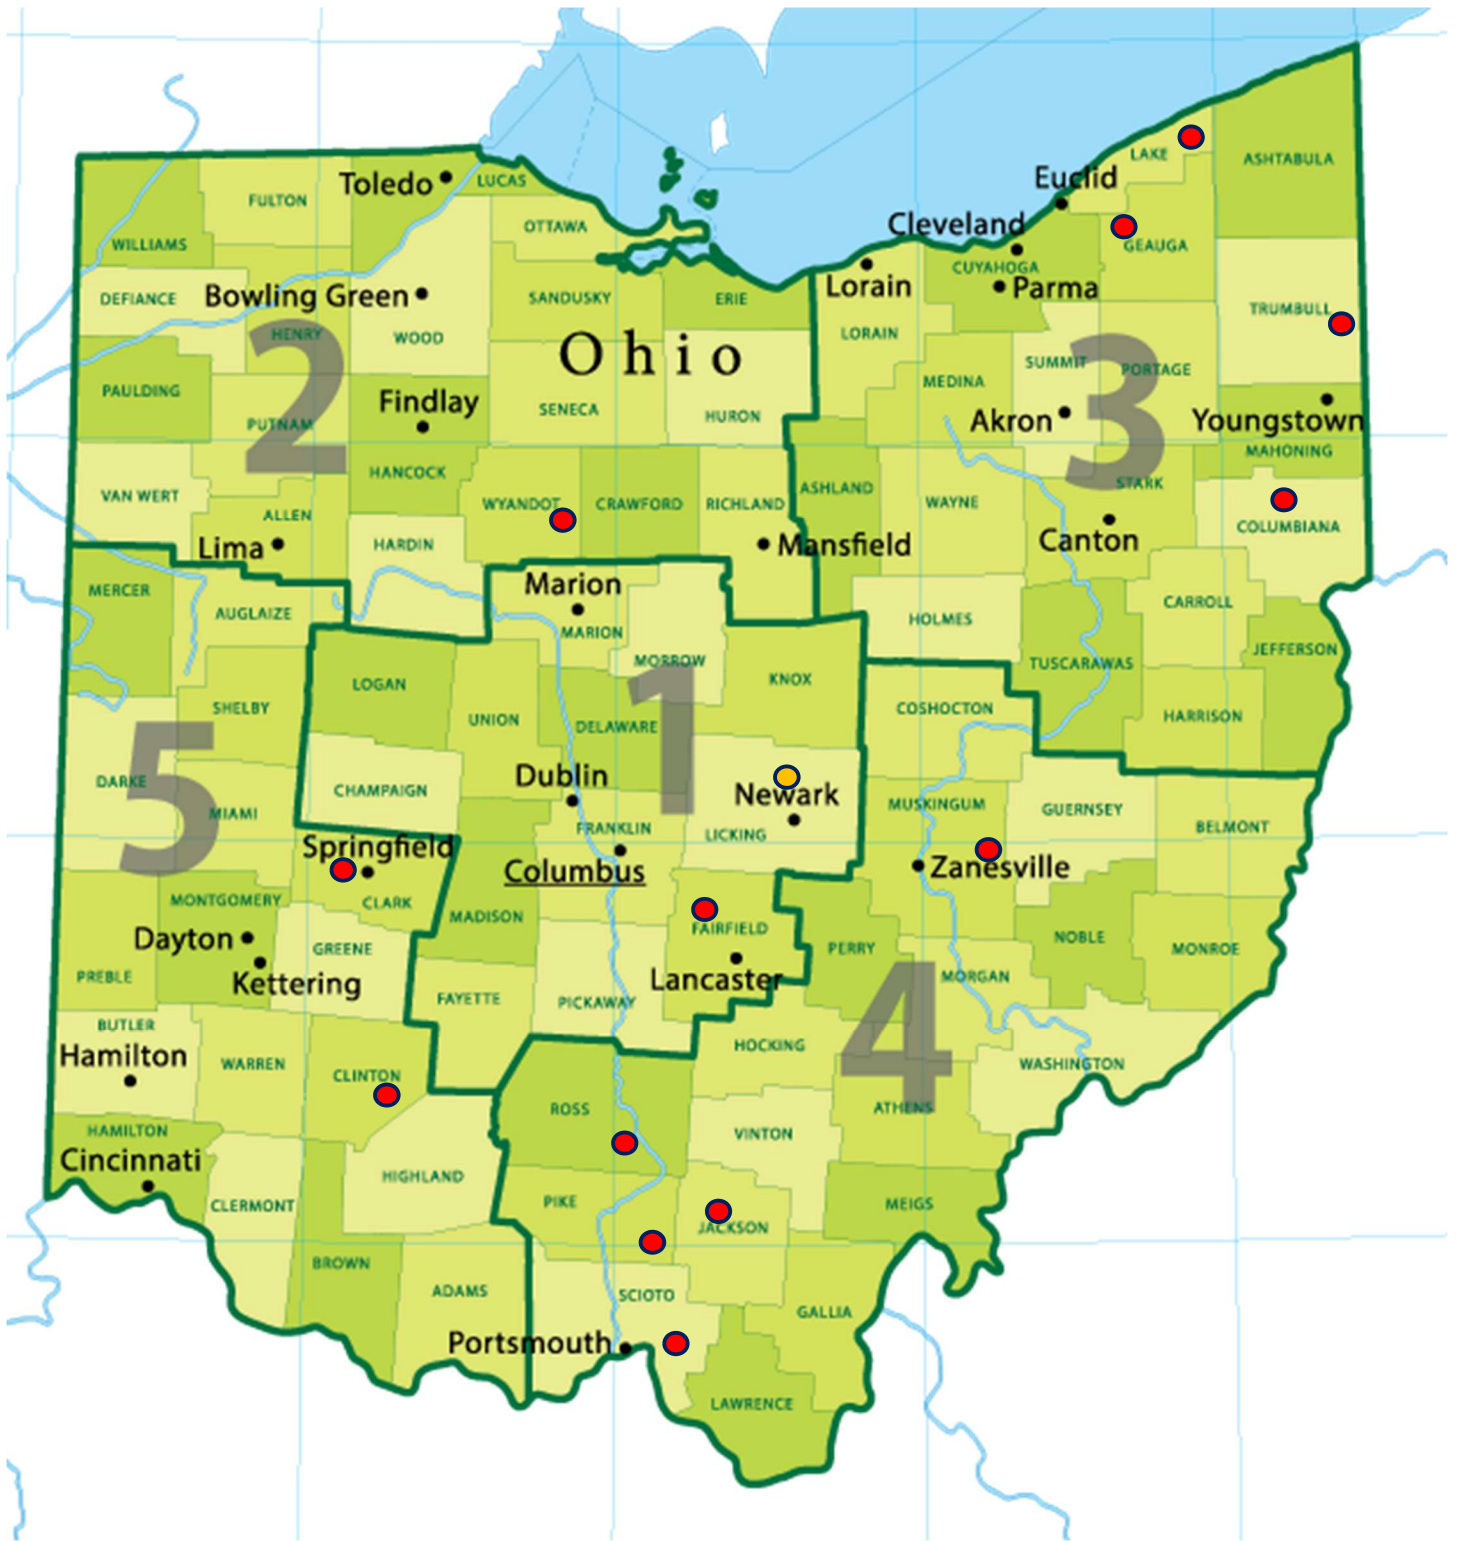 LAKE
ASHTABULA
Euclid
Toledo
LUCAS
FULTON
OTTAWA
Cleveland
WILLIAMS
GEAUGA
CUYAHOGA
DEFIANCE
Bowling Green
SANDUSKY
ERIE
Lorain
Parma
TRUMBULL
HENRY
WOOD
LORAIN
Ohio
2
3
SUMMIT
PORTAGE
PAULDING
MEDINA
Findlay
SENECA
HURON
Akron
Youngstown
PUTNAM
MAHONING
HANCOCK
STARK
VAN WERT
WYANDOT
CRAWFORD
RICHLAND
ASHLAND
WAYNE
ALLEN
COLUMBIANA
Lima
HARDIN
Mansfield
Canton
MERCER
Marion
AUGLAIZE
CARROLL
HOLMES
MARION
JEFFERSON
MORROW
TUSCARAWAS
LOGAN
KNOX
1
SHELBY
UNION
DELAWARE
COSHOCTON
HARRISON
5
DARKE
Dublin
CHAMPAIGN
Newark
MUSKINGUM
GUERNSEY
MIAMI
FRANKLIN
LICKING
BELMONT
Springfield
Columbus
Zanesville
MONTGOMERY
CLARK
MADISON
FAIRFIELD
Dayton
GREENE
PERRY
NOBLE
MONROE
PREBLE
Kettering
Lancaster
MORGAN
FAYETTE
PICKAWAY
4
BUTLER
Hamilton
WARREN
HOCKING
WASHINGTON
CLINTON
ROSS
ATHENS
HAMILTON
VINTON
Cincinnati
HIGHLAND
CLERMONT
PIKE
MEIGS
JACKSON
BROWN
ADAMS
SCIOTO
GALLIA
Portsmouth
LAWRENCE